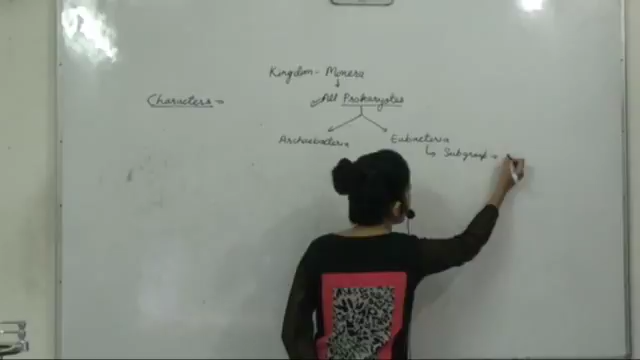 Kingdom - Monera
Characters -
All Prokaryotes
Archaebacteria
Eubacteria
Subgroup